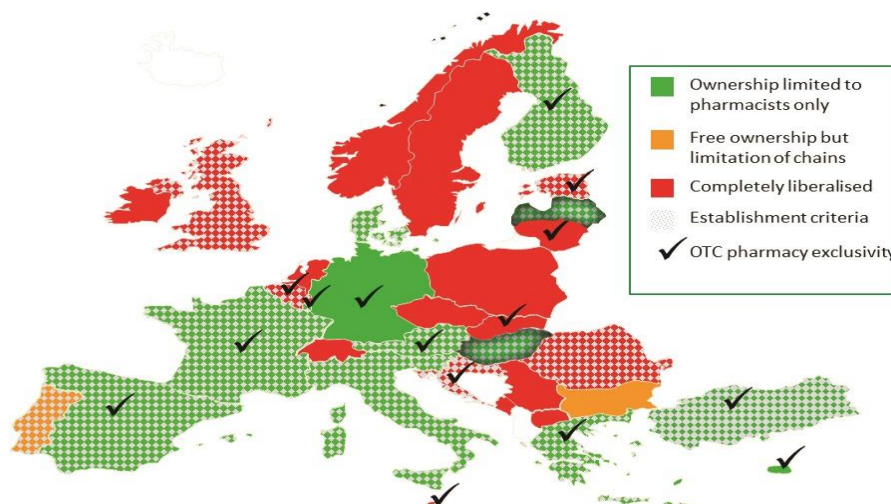 Ownership limited to
pharmacists only
Free ownership but
limitation of chains
Completely liberalised
Establishment criteria
OTC pharmacy exclusivity